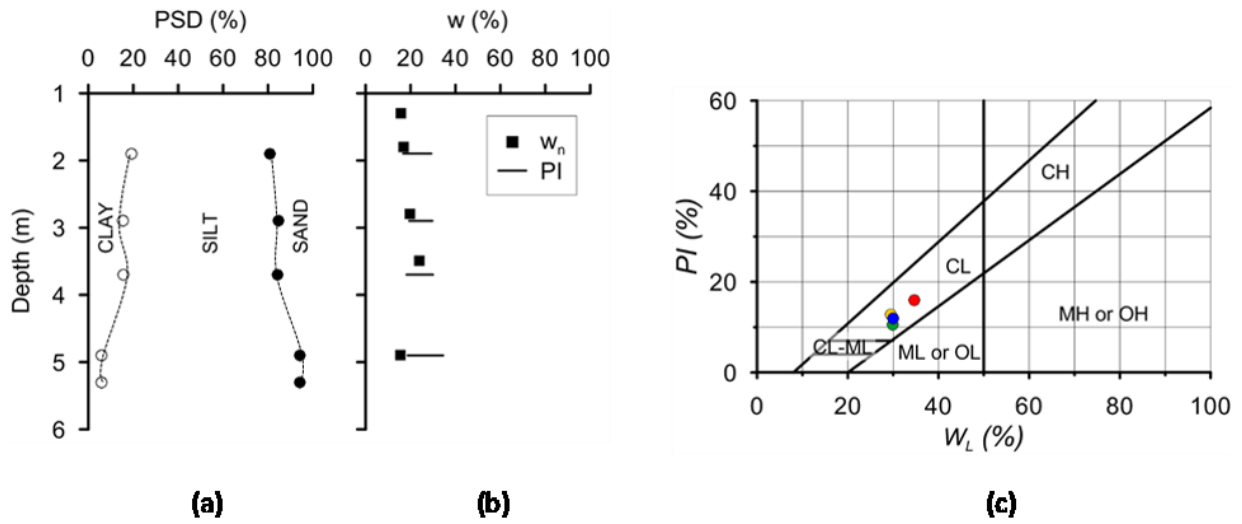 PSD (%)
0 20 40 60 80 100
Depth (m)
1
2
3
4
5
6
CLAY
SILT
SAND
(a)
w (%)
0 20 40 60 80 100
wn
PI
(b)
PI (%)
60
40
20
0
CH
CL
CL-ML
ML or OL
MH or OH
0 20 40 60 80 100
WL (%)
(c)